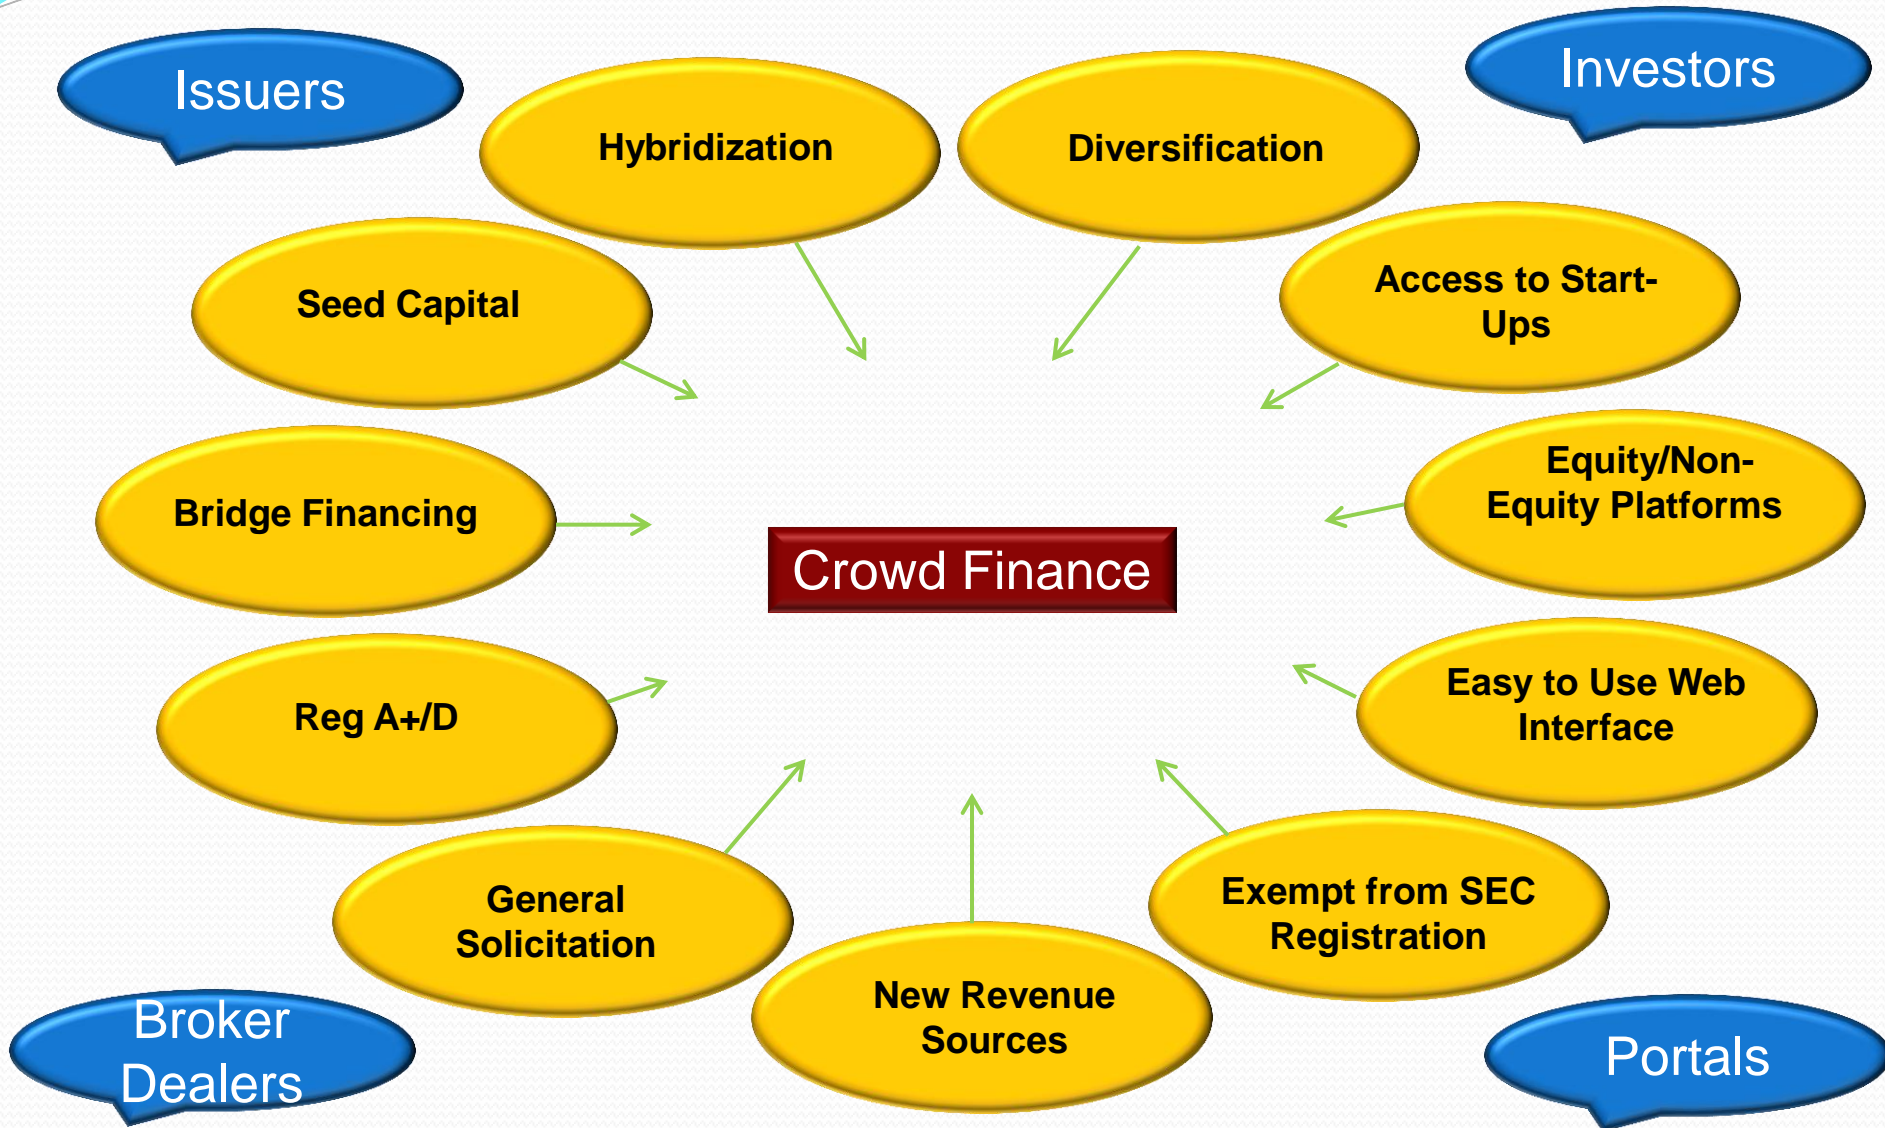 Issuers
Investors
Hybridization
Diversification
Seed Capital
Access to Start-
Ups
Bridge Financing
Equity/Non-
Equity Platforms
Crowd Finance
Reg A+/D
Easy to Use Web
Interface
General
Solicitation
Exempt from SEC
Registration
New Revenue
Sources
Broker
Dealers
Portals